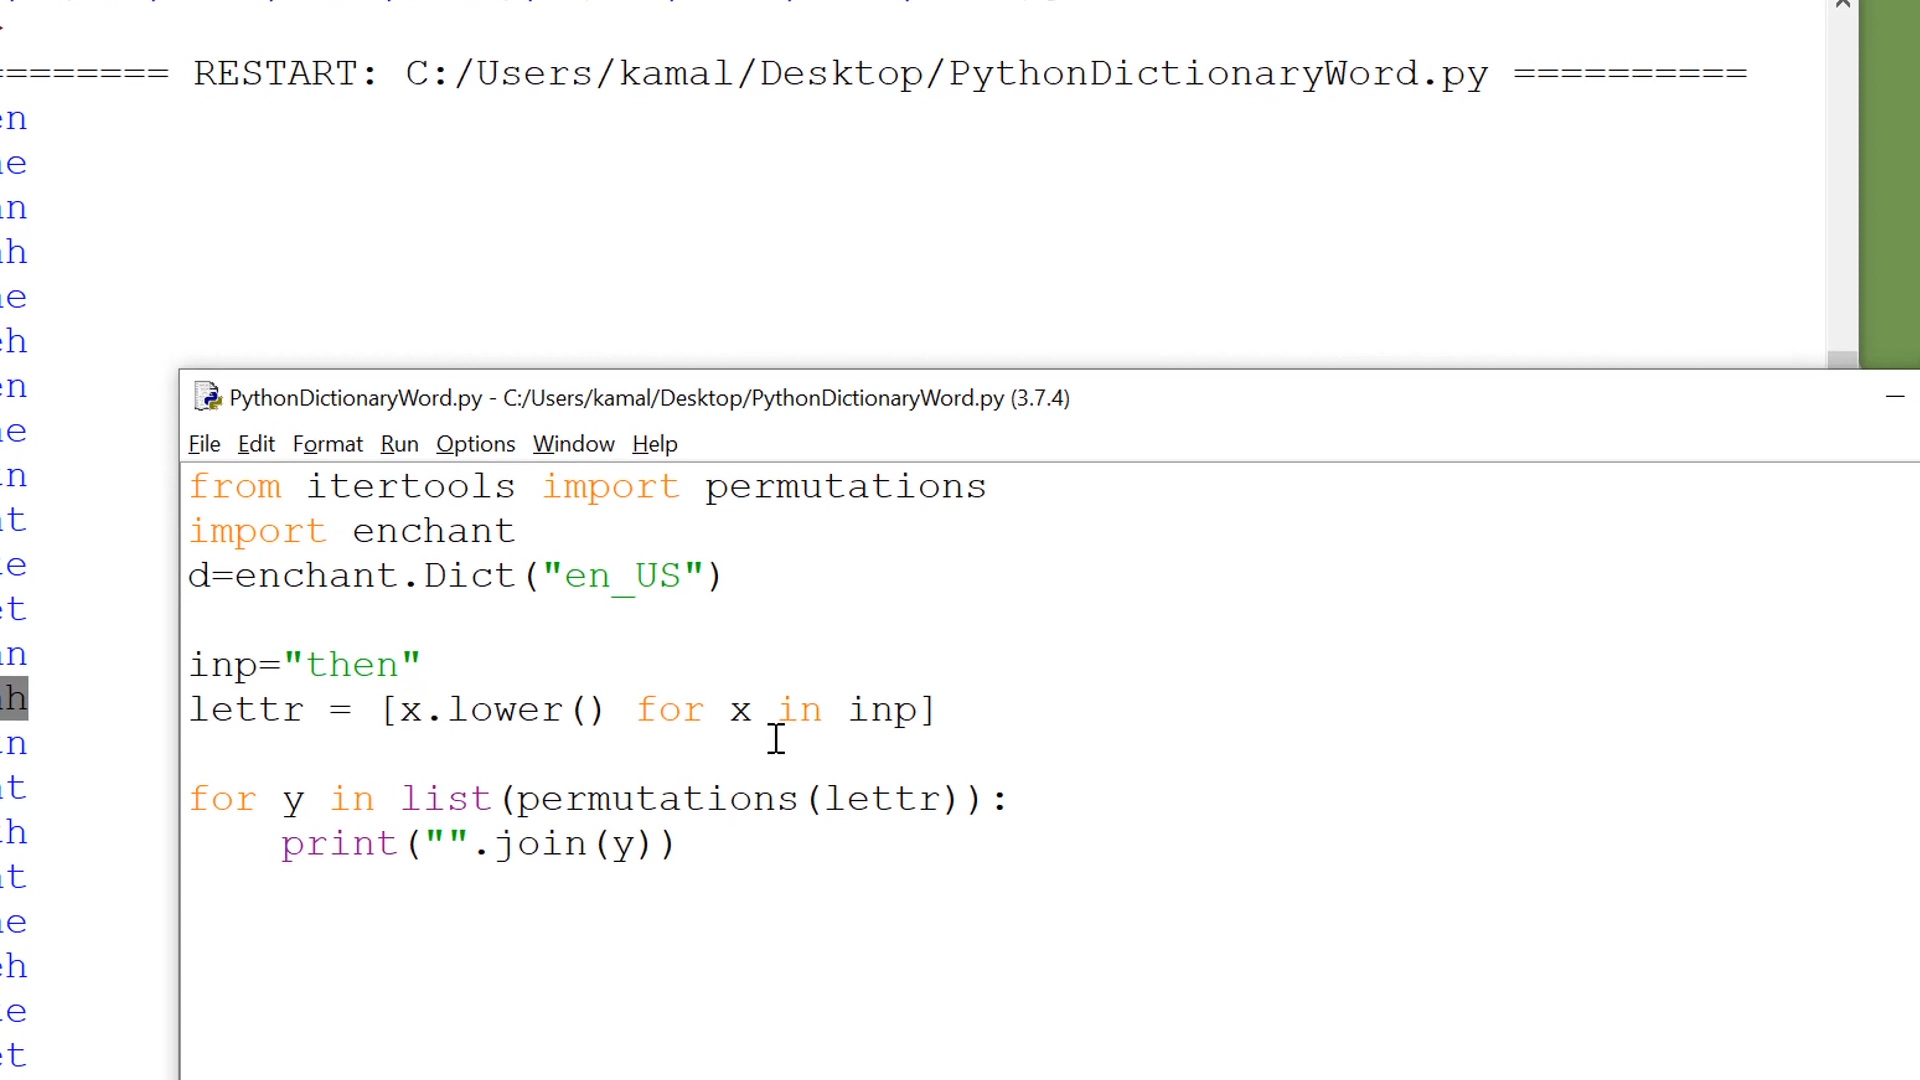 ======== RESTART: C:/Users/kamal/Desktop/PythonDictionaryWord.py ==========
en
PythonDictionaryWord.py - C:/Users/kamal/Desktop/PythonDictionaryWord.py (3.7.4)
File Edit Format Run Options Window Help
from itertools import permutations
import enchant
d=enchant.Dict("en_US")
inp="then"
lettr = [x.lower() for x in inp]
for y in list(permutations(lettr)):
print("".join(y))